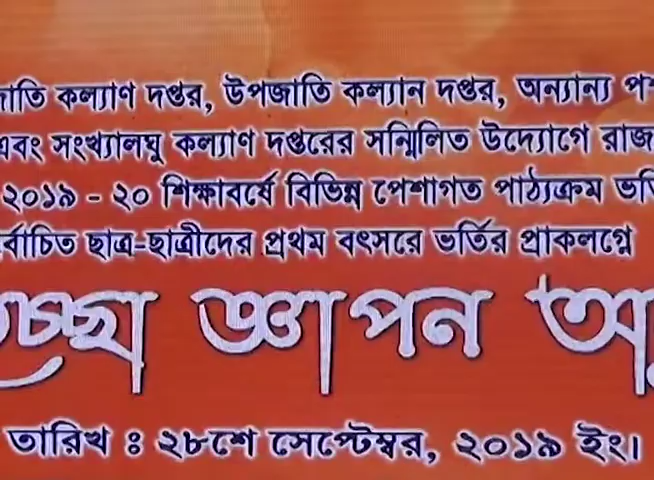 জাতি কল্যাণ দপ্তর, উপজাতি কল্যান দপ্তর, অন্যান্য
এবং সংখ্যালঘু কল্যাণ দপ্তরের সন্মিলিত উদ্যোগে
২০১৯ - ২০ শিক্ষাবর্ষে বিভিন্ন পেশাগত পাঠ্যক্রম
ছাত্র-ছাত্রীদের প্রথম বৎসরে ভর্তির প্রাকলগ্নে
জ্ঞাপন
তারিখ ঃ ২৮শে সেপ্টেম্বর, ২০১৯ ইং।